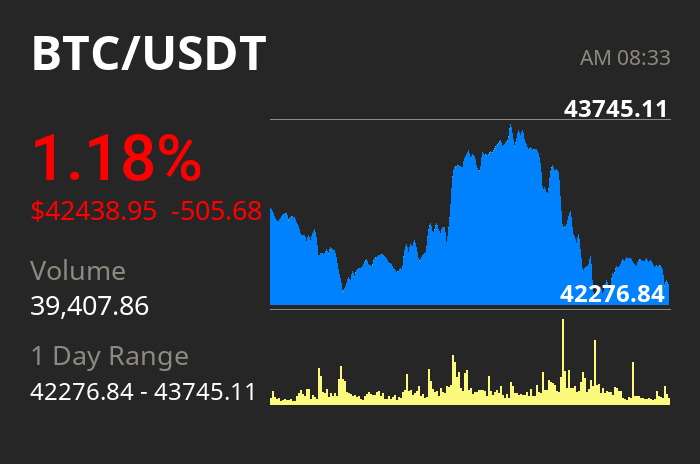 BTC/USDT
AM 08:33
43745.11
1.18%
$42438.95 -505.68
Volume
39,407.86
42276.84
1 Day Range
42276.84 - 43745.11